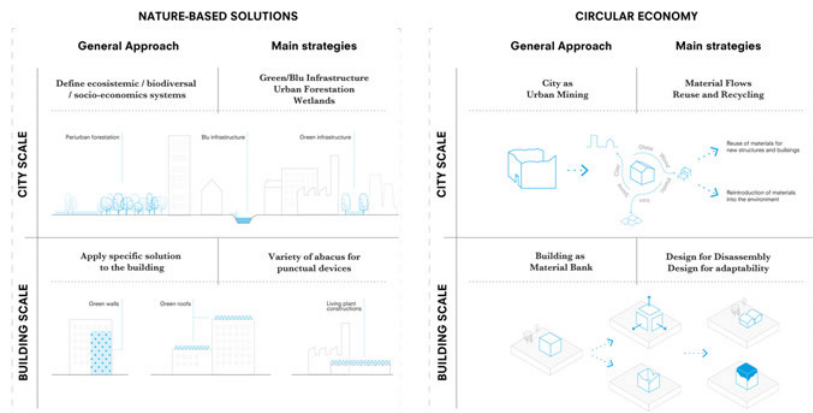 NATURE-BASED SOLUTIONS
General Approach
Main strategies
CITY SCALE
Define ecosistemic / biodiversal
/ socio-economics systems
Green/Blu Infrastructure
Urban Forestation
Wetlands
Periurban forestation
Blu infrastructure
Green infrastructure
BUILDING SCALE
Apply specific solution
to the building
Variety of abacus for
punctual devices
Green walls
Green roofs
Living plant
constructions
CIRCULAR ECONOMY
General Approach
Main strategies
CITY SCALE
City as
Urban Mining
Material Flows
Reuse and Recycling
Reuse of materials for
new structures and buildings
Reintroduction of materials
into the environment
BUILDING SCALE
Building as
Material Bank
Design for Disassembly
Design for adaptability